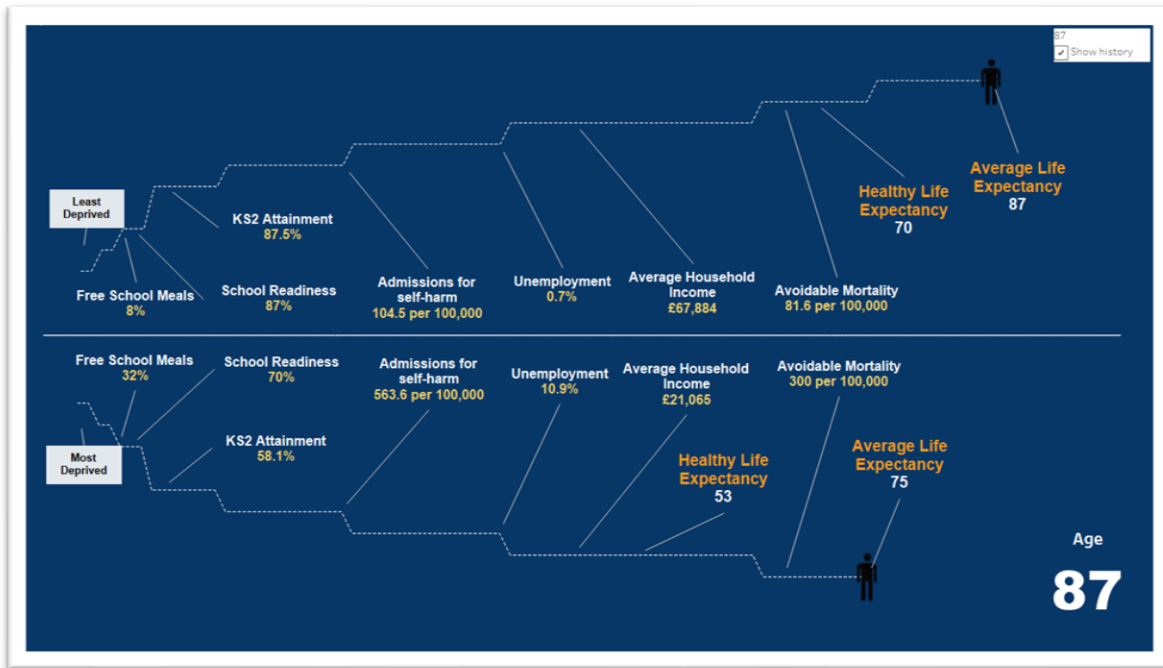 87
Show history
Average Life
Expectancy
87
Healthy Life
Expectancy
70
Least
Deprived
KS2 Attainment
87.5%
Free School Meals
8%
School Readiness
87%
Admissions for
self-harm
104.5 per 100,000
Unemployment
0.7%
Average Household
Income
£67,884
Avoidable Mortality
81.6 per 100,000
Free School Meals
32%
School Readiness
70%
Admissions for
self-harm
563.6 per 100,000
Unemployment
10.9%
Average Household
Income
£21,065
Avoidable Mortality
300 per 100,000
Most
Deprived
KS2 Attainment
58.1%
Healthy Life
Expectancy
53
Average Life
Expectancy
75
Age
87